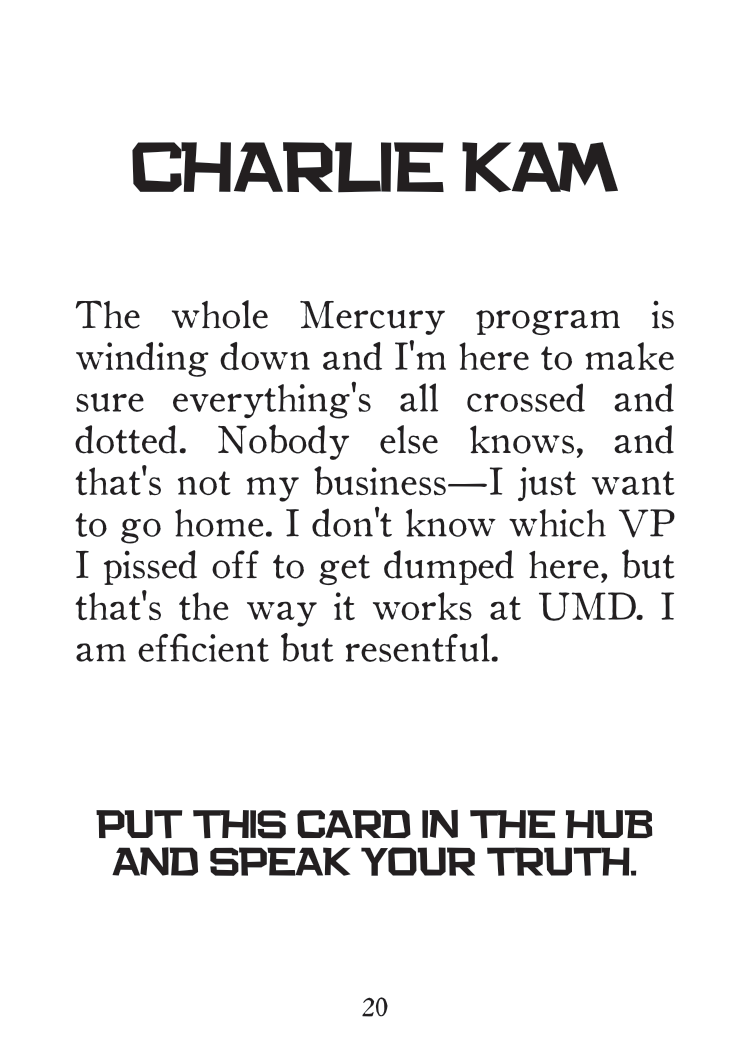 CHARLIE KAM
The whole Mercury program is
winding down and I'm here to make
sure everything's all crossed and
dotted. Nobody else knows, and
that's not my business—I just want
to go home. I don't know which VP
I pissed off to get dumped here, but
that's the way it works at UMD. I
am efficient but resentful.
PUT THIS CARD IN THE HUB
AND SPEAK YOUR TRUTH.
20